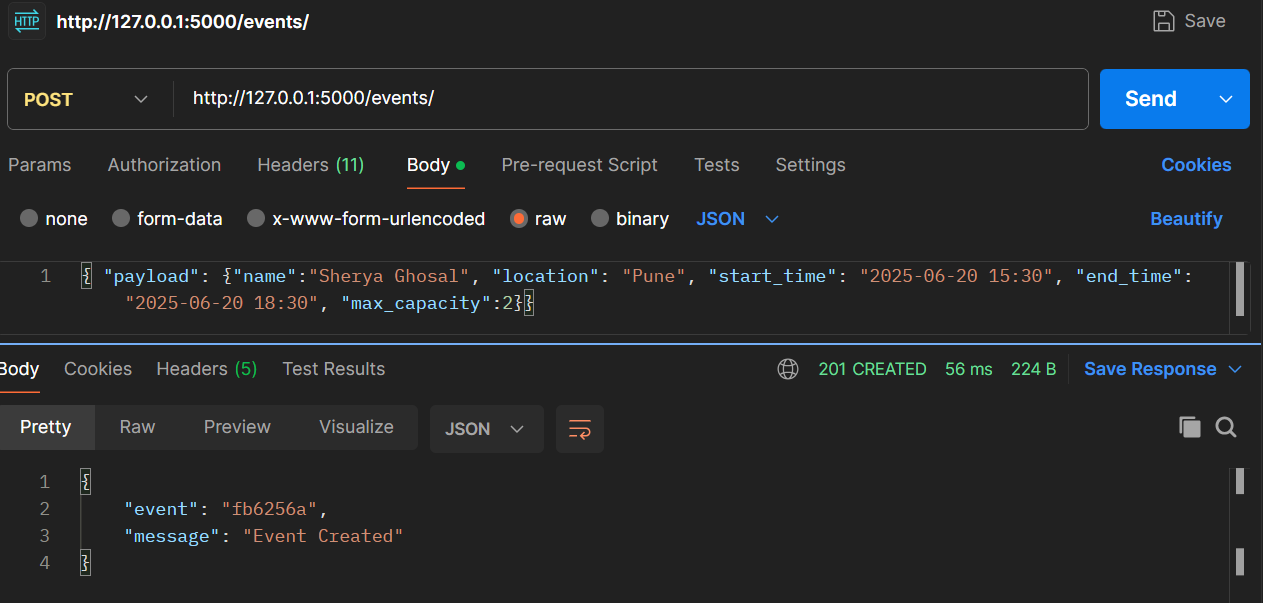 HTTP http://127.0.0.1:5000/events/ Save
POST http://127.0.0.1:5000/events/ Send
Params Authorization Headers (11) Body Pre-request Script Tests Settings Cookies
none form-data x-www-form-urlencoded raw binary JSON Beautify
1 { "payload": {"name":"Sherya Ghosal", "location": "Pune", "start_time": "2025-06-20 15:30", "end_time":
"2025-06-20 18:30", "max_capacity":2}}
Body Cookies Headers (5) Test Results 201 CREATED 56 ms 224 B Save Response
Pretty Raw Preview Visualize JSON
1 {
2 "event": "fb6256a",
3 "message": "Event Created"
4 }